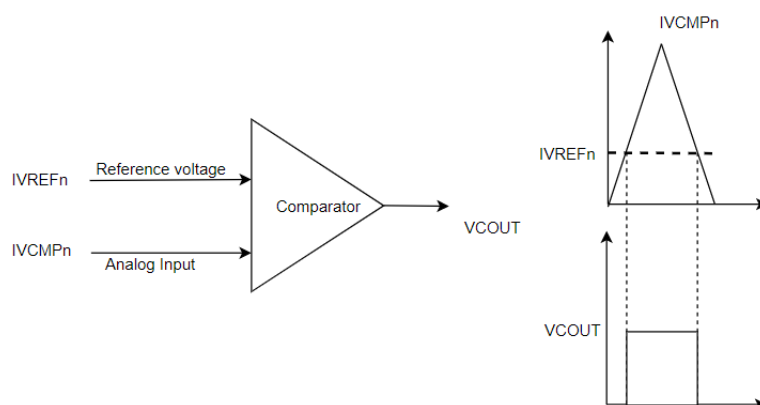 IVREFn
Reference voltage
IVCMPn
Analog Input
Comparator
VCOUT
IVCMPn
IVREFn
VCOUT